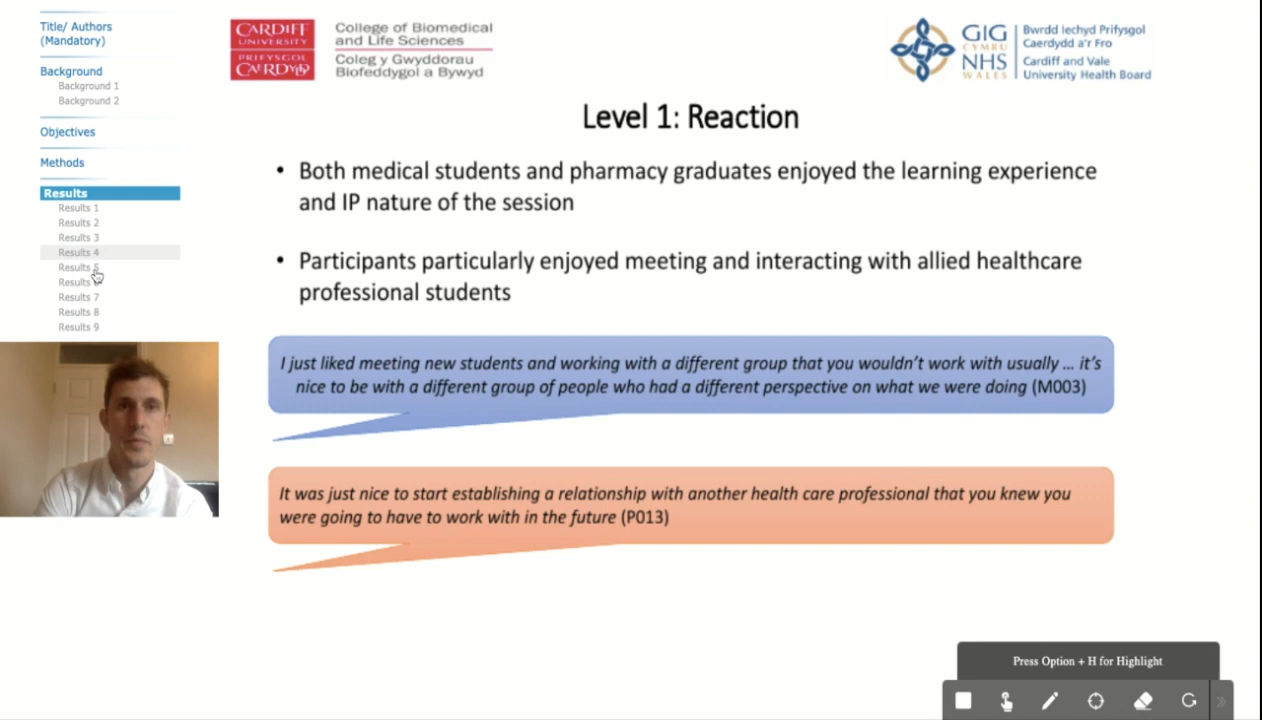 Title/ Authors
(Mandatory)
Background
Background 1
Background 2
Objectives
Methods
Results
Results 1
Results 2
Results 3
Results 4
Results 5
Results
Results 7
Results 8
Results 9
CARDIFF
UNIVERSITY
PRIFYSGOL
CAERDYDD
College of Biomedical
and Life Sciences
Coleg y Gwyddorau
Biofeddygol a Bywyd
GIG
CYMRU
NHS
WALES
Bwrdd Iechyd Prifysgol
Caerdydd a'r Fro
Cardiff and Vale
University Health Board
Level 1: Reaction
• Both medical students and pharmacy graduates enjoyed the learning experience
and IP nature of the session
• Participants particularly enjoyed meeting and interacting with allied healthcare
professional students
I just liked meeting new students and working with a different group that you wouldn't work with usually ... it's
nice to be with a different group of people who had a different perspective on what we were doing (M003)
It was just nice to start establishing a relationship with another health care professional that you knew you
were going to have to work with in the future (P013)
Press Option + H for Highlight